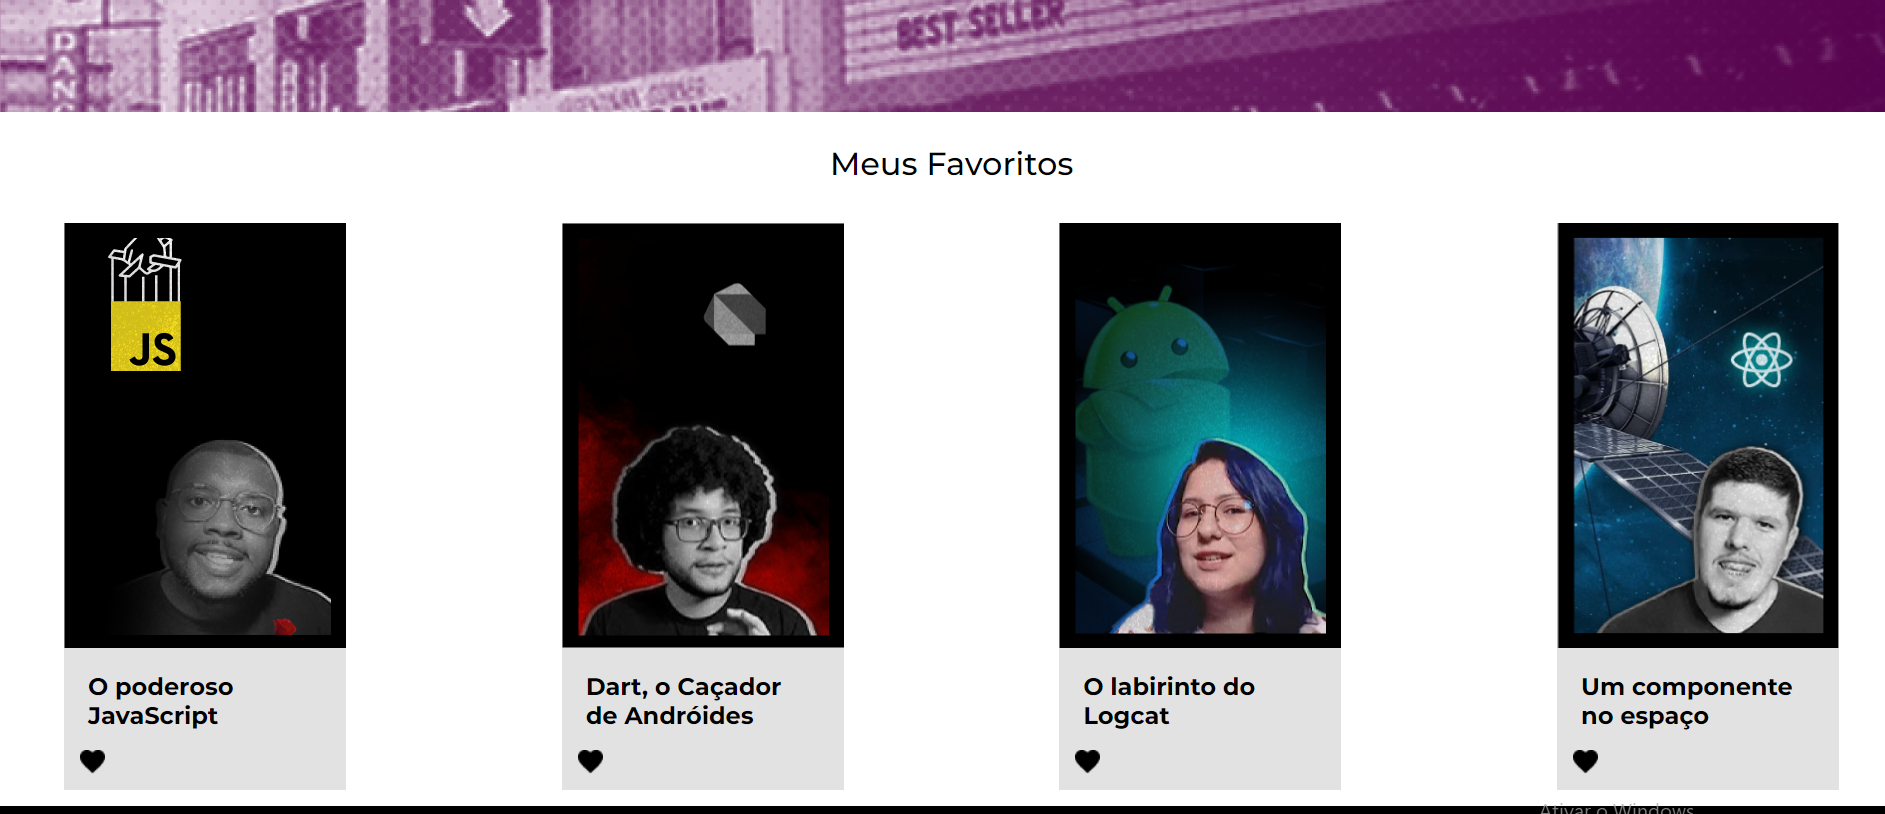 DANC
BEST SELLER
Meus Favoritos
JS
O poderoso
JavaScript
Dart, o Caçador
de Andróides
O labirinto do
Logcat
Um componente
no espaço
Ativar o Windows